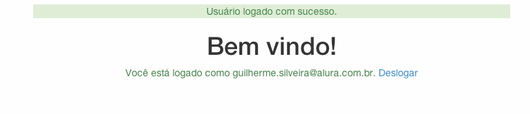 Usuário logado com sucesso.
Bem vindo!
Você está logado como guilherme.silveira@alura.com.br. Deslogar